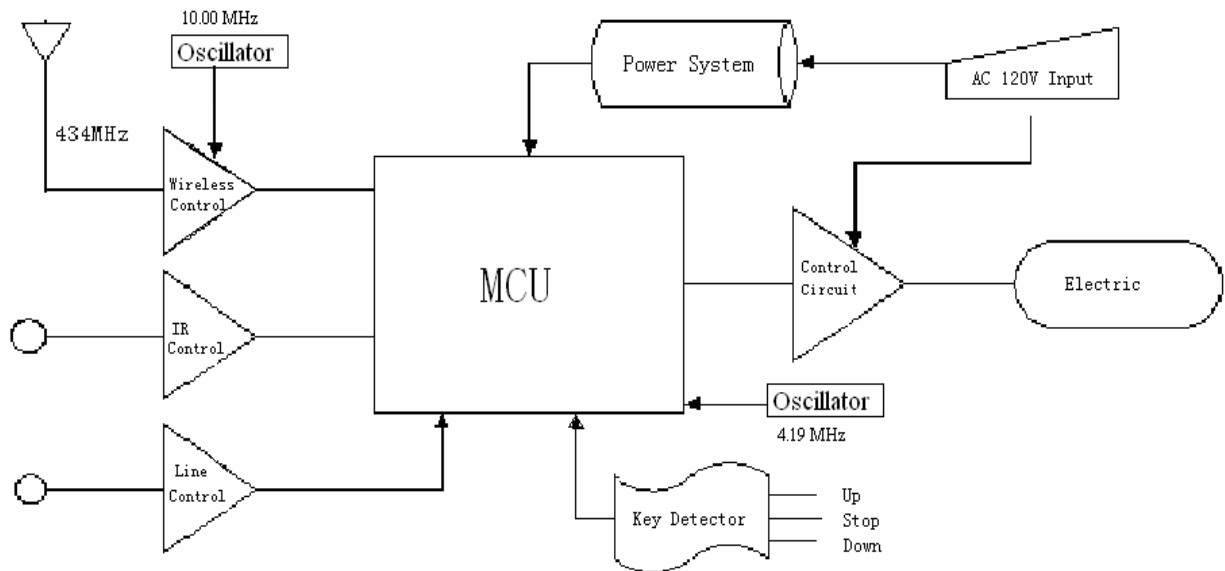 10.00 MHz
Oscillator
434MHz
Wireless
Control
Power System
AC 120V Input
MCU
Control
Circuit
Electric
IR
Control
Oscillator
4.19 MHz
Line
Control
Key Detector
Up
Stop
Down